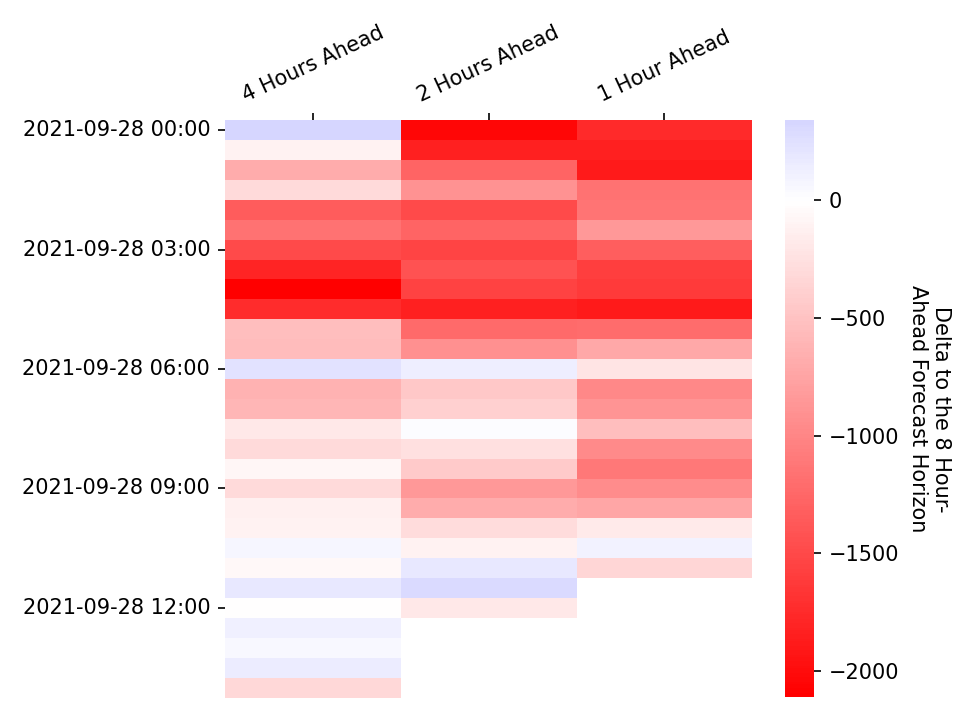 4 Hours Ahead
2 Hours Ahead
1 Hour Ahead
2021-09-28 00:00
2021-09-28 03:00
2021-09-28 06:00
2021-09-28 09:00
2021-09-28 12:00
0
−500
−1000
−1500
−2000
Delta to the 8 Hour-
Ahead Forecast Horizon